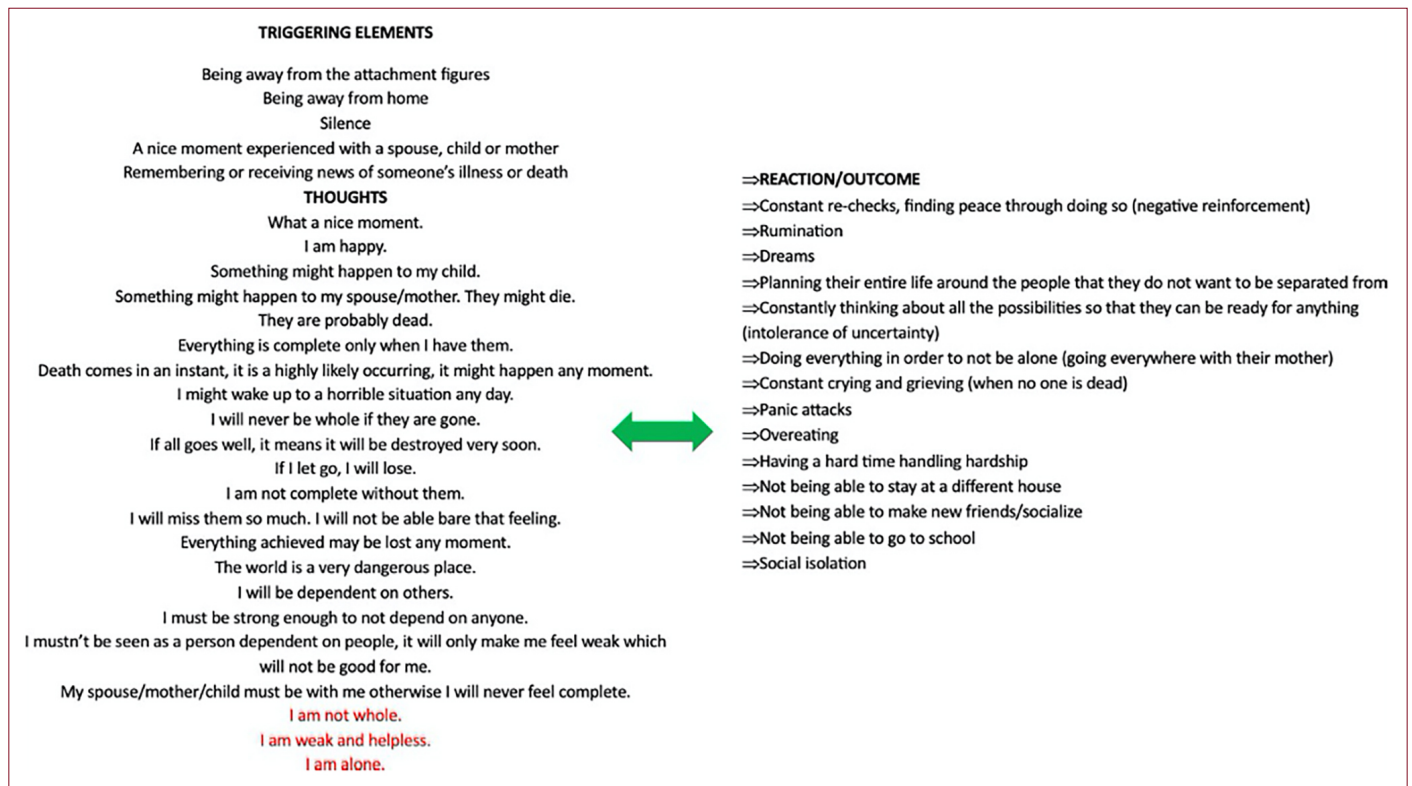 TRIGGERING ELEMENTS
Being away from the attachment figures
Being away from home
Silence
A nice moment experienced with a spouse, child or mother
Remembering or receiving news of someone's illness or death
THOUGHTS
What a nice moment.
I am happy.
Something might happen to my child.
Something might happen to my spouse/mother. They might die.
They are probably dead.
Everything is complete only when I have them.
Death comes in an instant, it is a highly likely occurring, it might happen any moment.
I might wake up to a horrible situation any day.
I will never be whole if they are gone.
If all goes well, it means it will be destroyed very soon.
If I let go, I will lose.
I am not complete without them.
I will miss them so much. I will not be able bare that feeling.
Everything achieved may be lost any moment.
The world is a very dangerous place.
I will be dependent on others.
I must be strong enough to not depend on anyone.
I mustn't be seen as a person dependent on people, it will only make me feel weak which
will not be good for me.
My spouse/mother/child must be with me otherwise I will never feel complete.
I am not whole.
I am weak and helpless.
I am alone.
⇒REACTION/OUTCOME
⇒Constant re-checks, finding peace through doing so (negative reinforcement)
⇒Rumination
⇒Dreams
⇒Planning their entire life around the people that they do not want to be separated from
⇒Constantly thinking about all the possibilities so that they can be ready for anything
(intolerance of uncertainty)
⇒Doing everything in order to not be alone (going everywhere with their mother)
⇒Constant crying and grieving (when no one is dead)
⇒Panic attacks
⇒Overeating
⇒Having a hard time handling hardship
⇒Not being able to stay at a different house
⇒Not being able to make new friends/socialize
⇒Not being able to go to school
⇒Social isolation